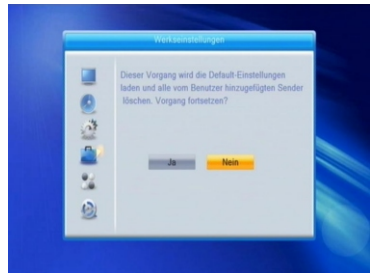 Werkseinstellungen
Dieser Vorgang wird die Default-Einstellungen
laden und alle vom Benutzer hinzugefügten Sender
löschen. Vorgang fortsetzen?
Ja Nein